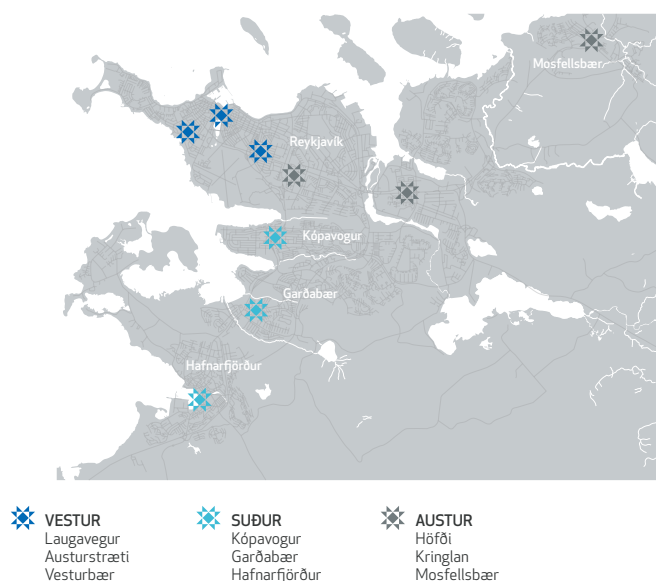 Mosfellsbær
Reykjavík
Kópavogur
Garðabær
Hafnarfjörður
VESTUR
Laugavegur
Austurstræti
Vesturbær
SUÐUR
Kópavogur
Garðabær
Hafnarfjörður
AUSTUR
Höfði
Kringlan
Mosfellsbær